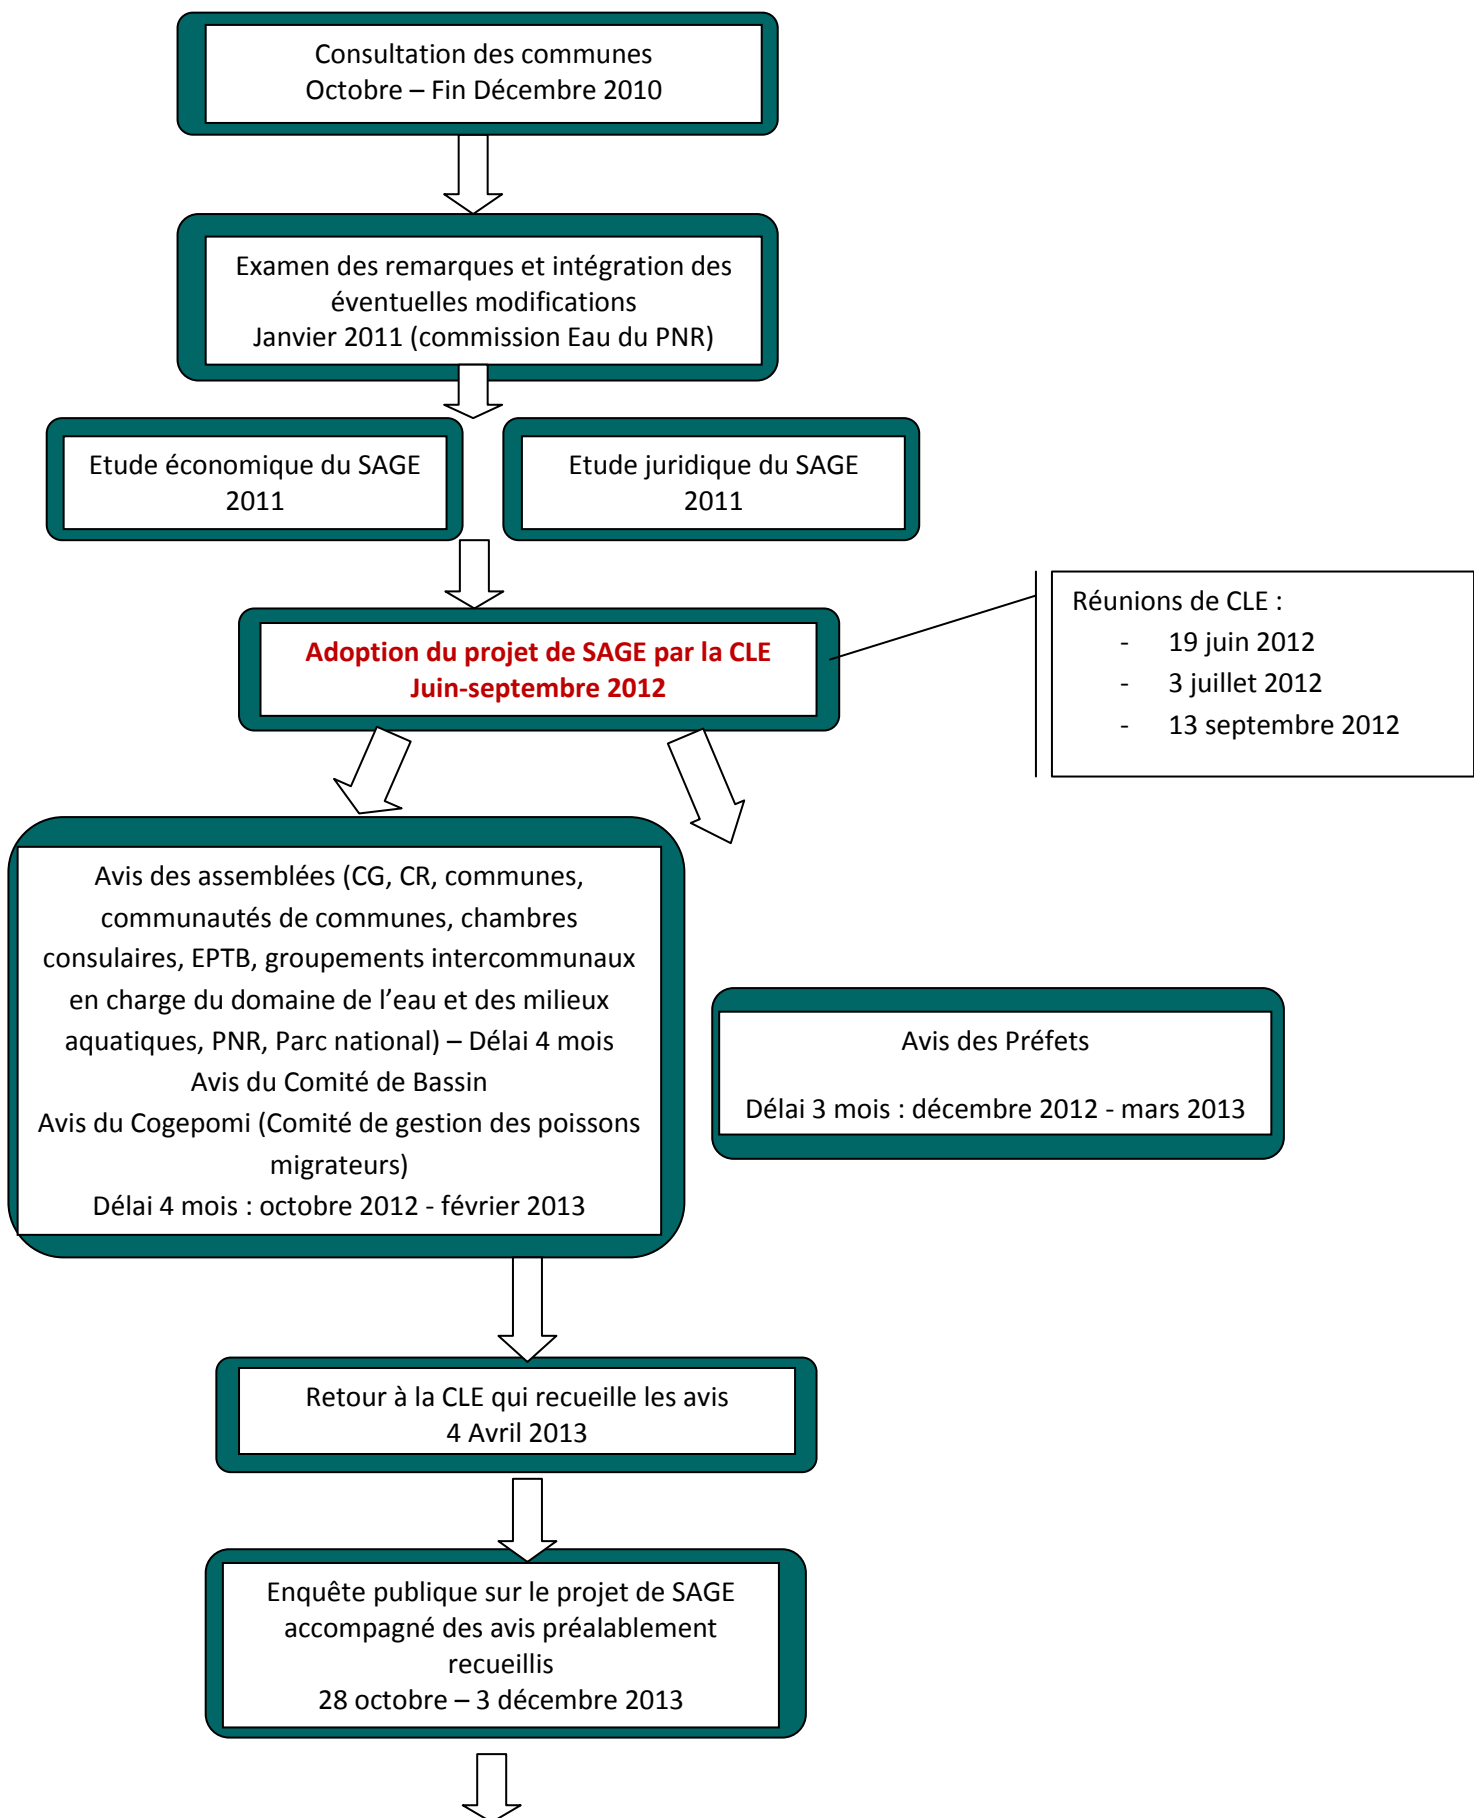 Consultation des communes
Octobre – Fin Décembre 2010
Examen des remarques et intégration des
éventuelles modifications
Janvier 2011 (commission Eau du PNR)
Etude économique du SAGE
2011
Etude juridique du SAGE
2011
Adoption du projet de SAGE par la CLE
Juin-septembre 2012
Réunions de CLE :
- 19 juin 2012
- 3 juillet 2012
- 13 septembre 2012
Avis des assemblées (CG, CR, communes,
communautés de communes, chambres
consulaires, EPTB, groupements intercommunaux
en charge du domaine de l’eau et des milieux
aquatiques, PNR, Parc national) – Délai 4 mois
Avis du Comité de Bassin
Avis du Cogepomi (Comité de gestion des poissons
migrateurs)
Délai 4 mois : octobre 2012 - février 2013
Avis des Préfets
Délai 3 mois : décembre 2012 - mars 2013
Retour à la CLE qui recueille les avis
4 Avril 2013
Enquête publique sur le projet de SAGE
accompagné des avis préalablement
recueillis
28 octobre – 3 décembre 2013